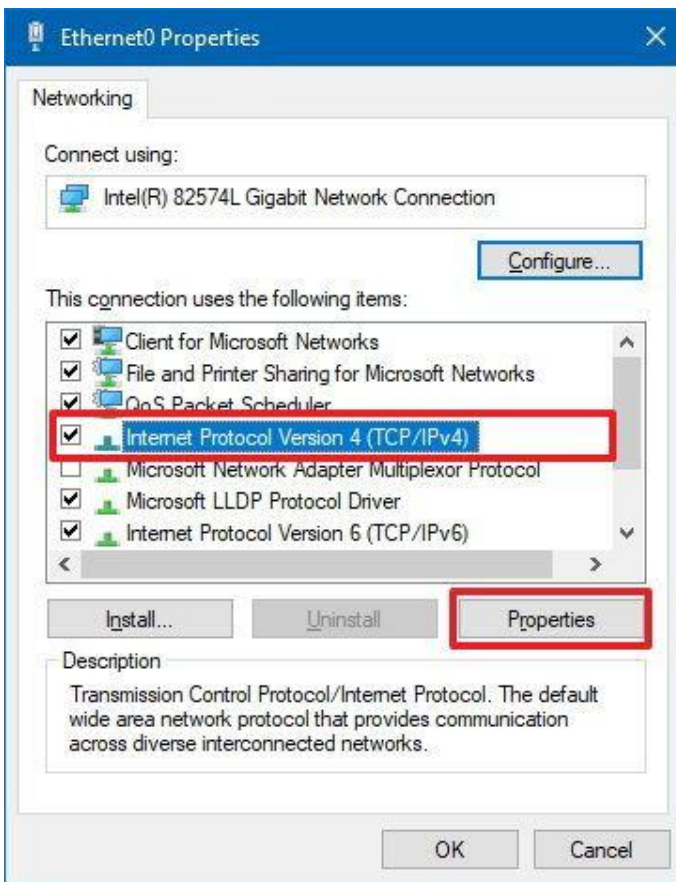 Ethernet0 Properties
Networking
Connect using:
Intel(R) 82574L Gigabit Network Connection
Configure...
This connection uses the following items:
Client for Microsoft Networks
File and Printer Sharing for Microsoft Networks
QoS Packet Scheduler
Internet Protocol Version 4 (TCP/IPv4)
Microsoft Network Adapter Multiplexor Protocol
Microsoft LLDP Protocol Driver
Internet Protocol Version 6 (TCP/IPv6)
Install... Uninstall Properties
Description
Transmission Control Protocol/Internet Protocol. The default
wide area network protocol that provides communication
across diverse interconnected networks.
OK Cancel